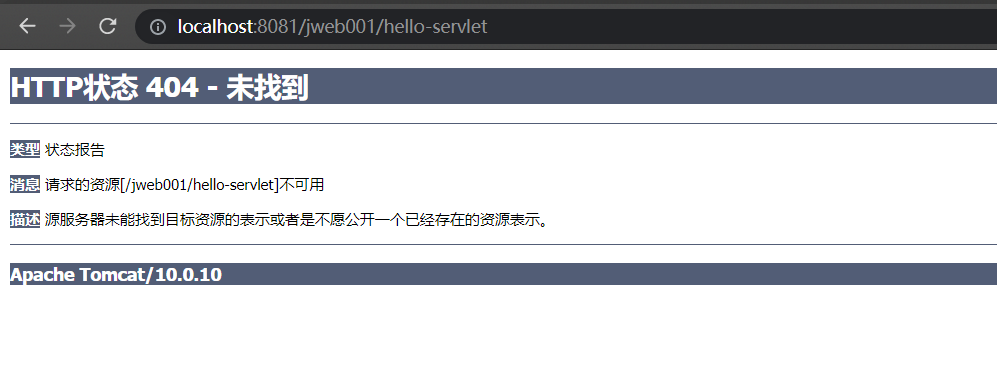 localhost:8081/jweb001/hello-servlet
HTTP状态 404 - 未找到
类型 状态报告
消息 请求的资源[/jweb001/hello-servlet]不可用
描述 源服务器未能找到目标资源的表示或者是不愿公开一个已经存在的资源表示。
Apache Tomcat/10.0.10